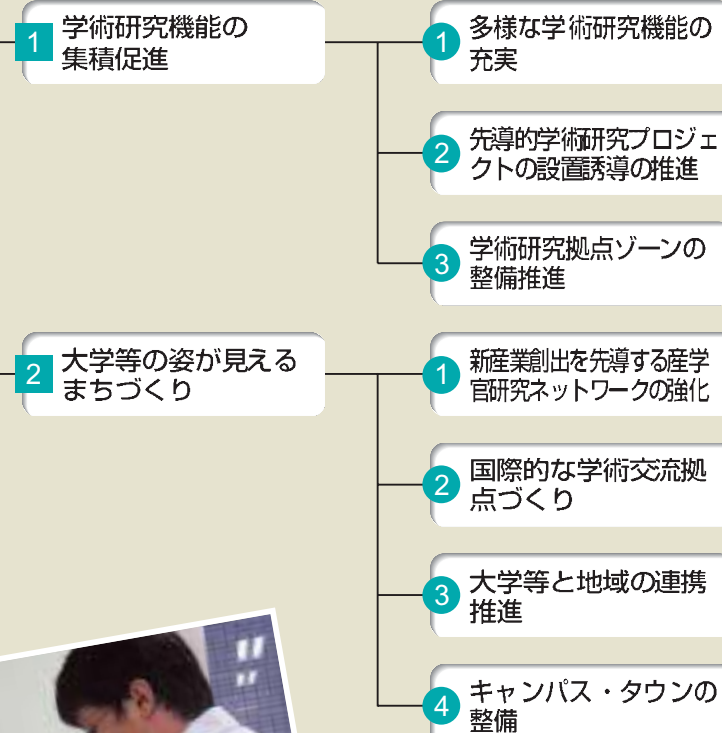 1 学術研究機能の
集積促進
1 多様な学術研究機能の
充実
2 先導的学術研究プロジェ
クトの設置誘導の推進
3 学術研究拠点ゾーンの
整備推進
2 大学等の姿が見える
まちづくり
1 新産業創出を先導する産学
官研究ネットワークの強化
2 国際的な学術交流拠
点づくり
3 大学等と地域の連携
推進
4 キャンパス・タウンの
整備